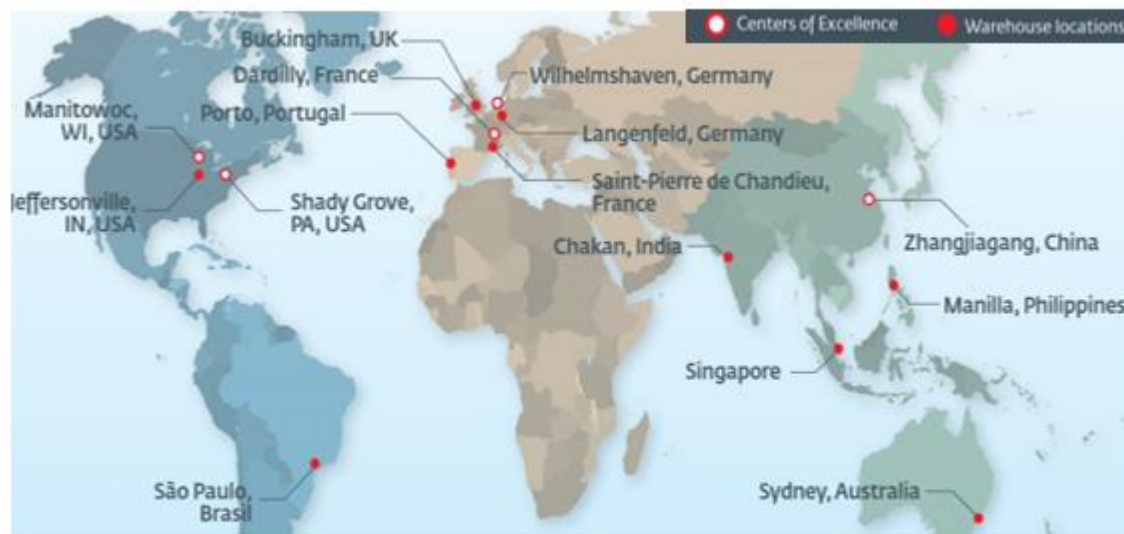 Centers of Excellence
Warehouse locations
Buckingham, UK
Dardilly, France
Wilhelmshaven, Germany
Manitowoc,
WI, USA
Porto, Portugal
Langenfeld, Germany
Jeffersonville,
IN, USA
Shady Grove,
PA, USA
Saint-Pierre de Chandieu,
France
Chakan, India
Zhangjiagang, China
Manilla, Philippines
Singapore
São Paulo,
Brasil
Sydney, Australia